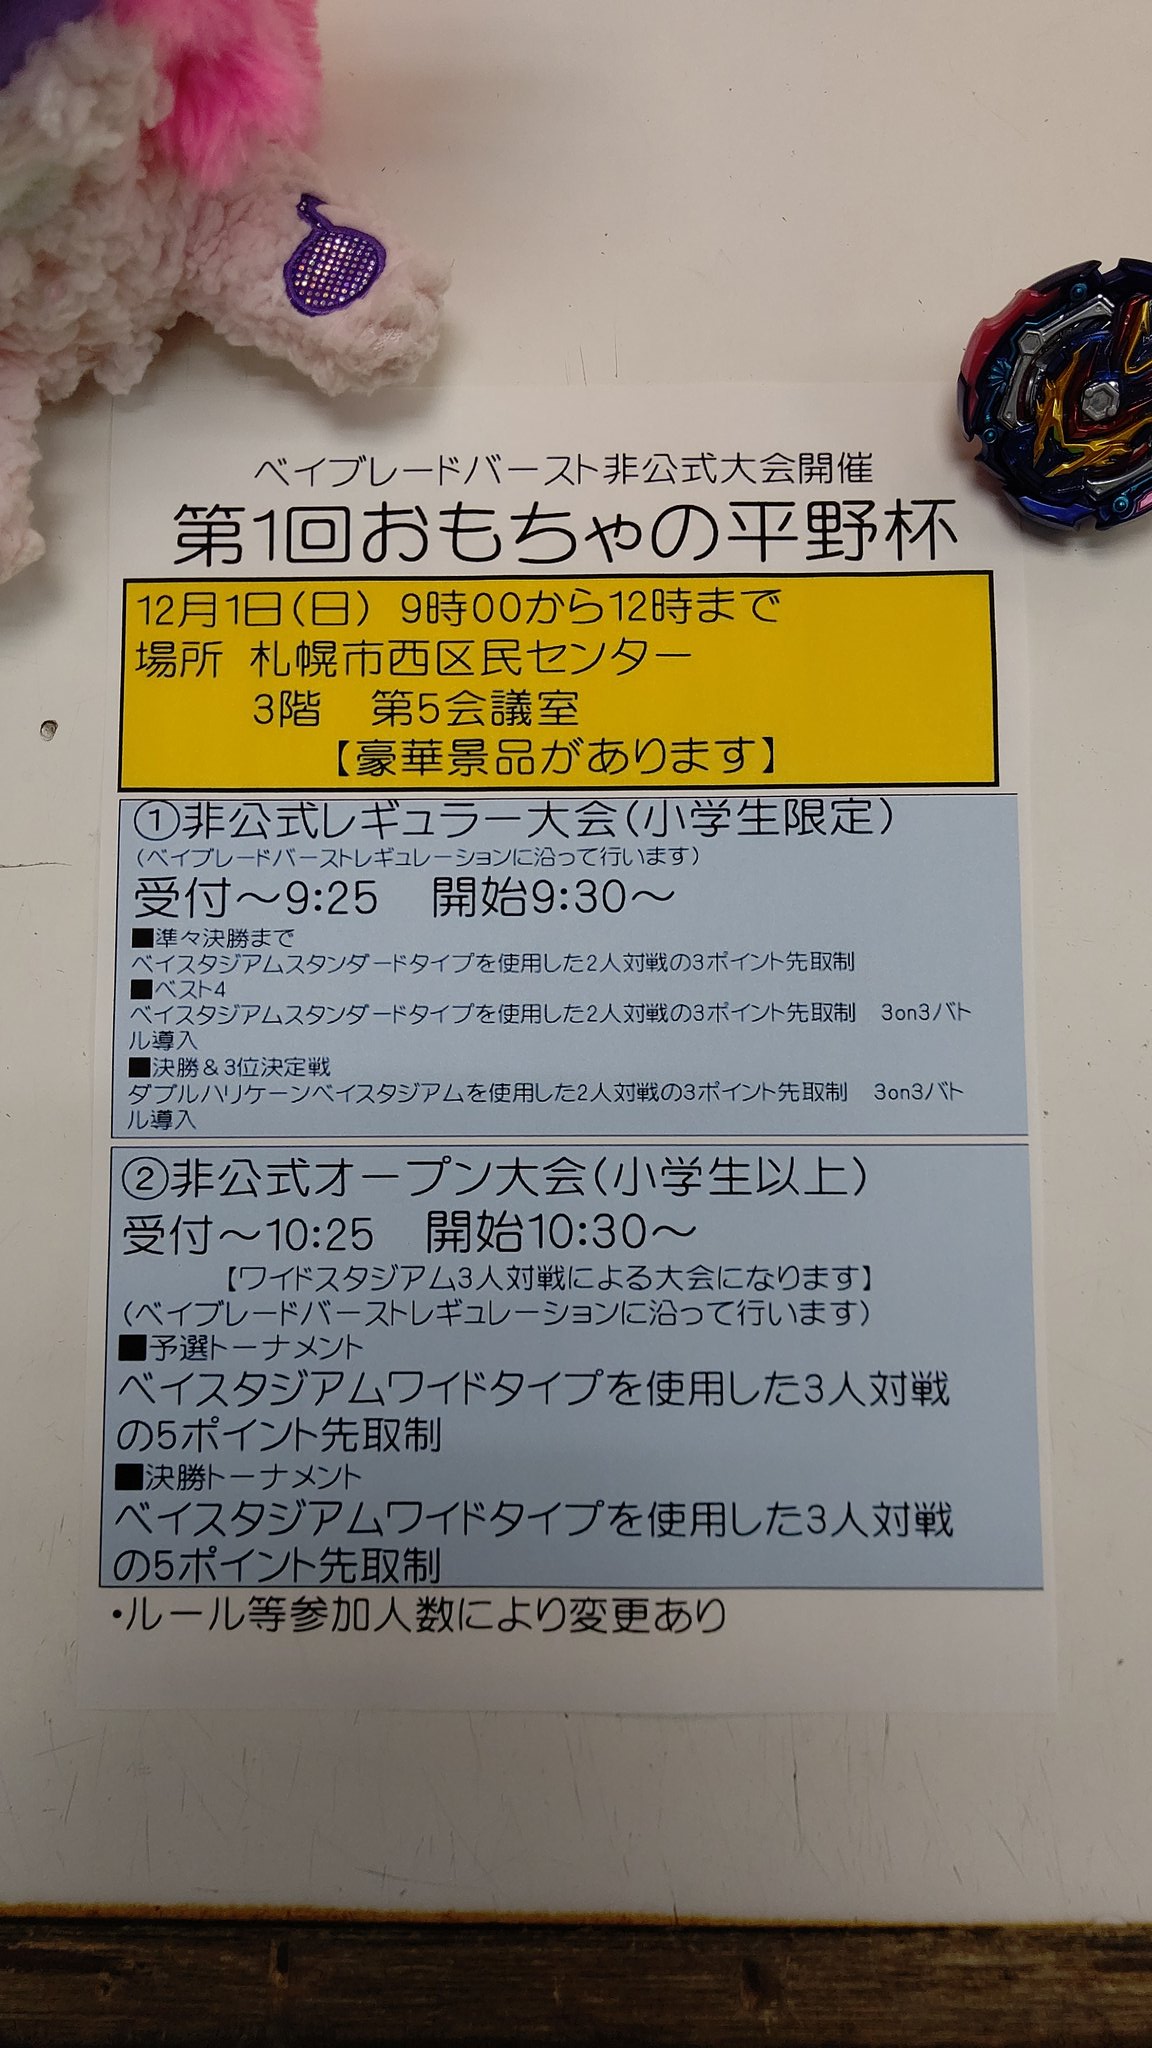 ベイブレードバースト非公式大会開催
第1回おもちゃの平野杯
12月1日(日) 9時00から12時まで
場所 札幌市西区民センター
3階 第5会議室
【豪華景品があります】
①非公式レギュラー大会(小学生限定)
(ベイブレードバーストレギュレーションに沿って行います)
受付～9:25 開始9:30～
■準々決勝まで
ベイスタジアムスタンダードタイプを使用した2人対戦の3ポイント先取制
■ベスト4
ベイスタジアムスタンダードタイプを使用した2人対戦の3ポイント先取制 3on3バト
ル導入
■決勝&3位決定戦
ダブルハリケーンベイスタジアムを使用した2人対戦の3ポイント先取制 3on3バト
ル導入
②非公式オープン大会(小学生以上)
受付～10:25 開始10:30～
【ワイドスタジアム3人対戦による大会になります】
(ベイブレードバーストレギュレーションに沿って行います)
■予選トーナメント
ベイスタジアムワイドタイプを使用した3人対戦
の5ポイント先取制
■決勝トーナメント
ベイスタジアムワイドタイプを使用した3人対戦
の5ポイント先取制
・ルール等参加人数により変更あり